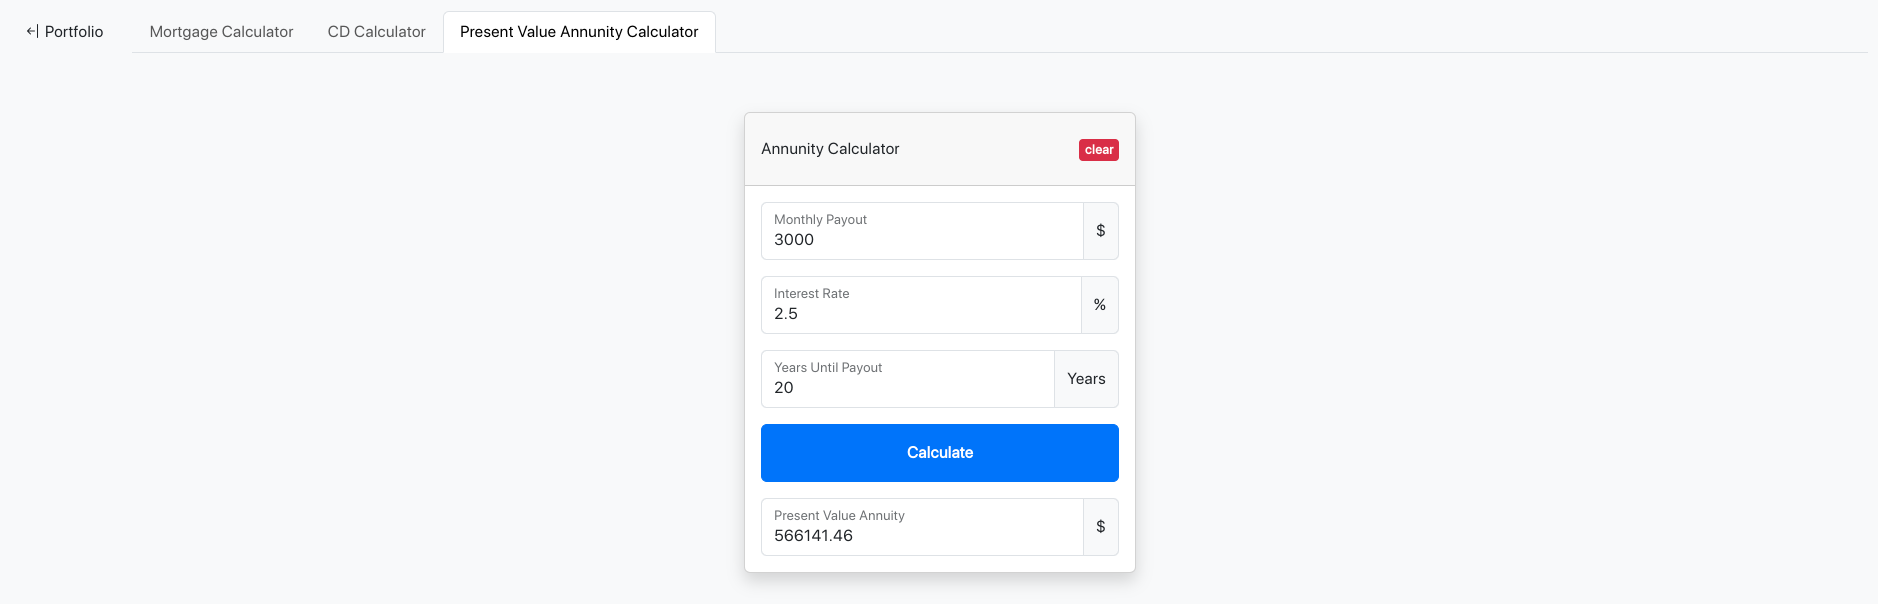 Portfolio Mortgage Calculator CD Calculator Present Value Annunity Calculator
Annunity Calculator clear
Monthly Payout
3000 $
Interest Rate
2.5 %
Years Until Payout
20 Years
Calculate
Present Value Annuity
566141.46 $